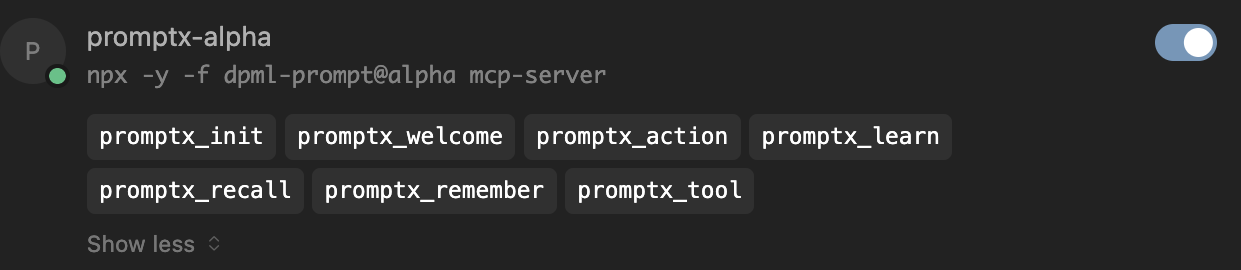 P
promptx-alpha
npx -y -f dpml-prompt@alpha mcp-server
promptx_init promptx_welcome promptx_action promptx_learn
promptx_recall promptx_remember promptx_tool
Show less